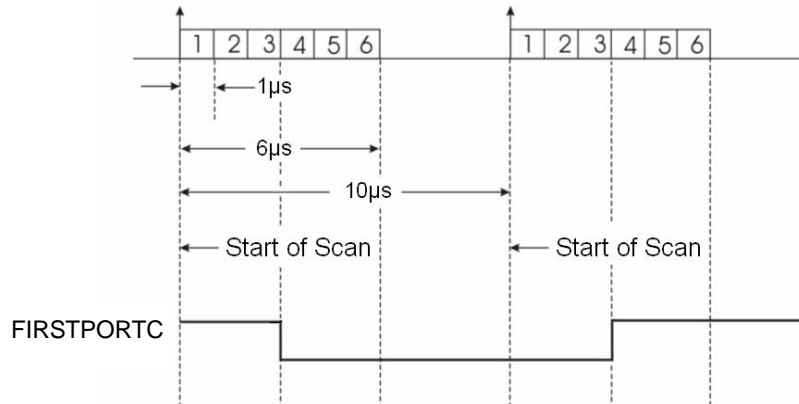 1 2 3 4 5 6 1 2 3 4 5 6
1µs
6µs
10µs
Start of Scan Start of Scan
FIRSTPORTC